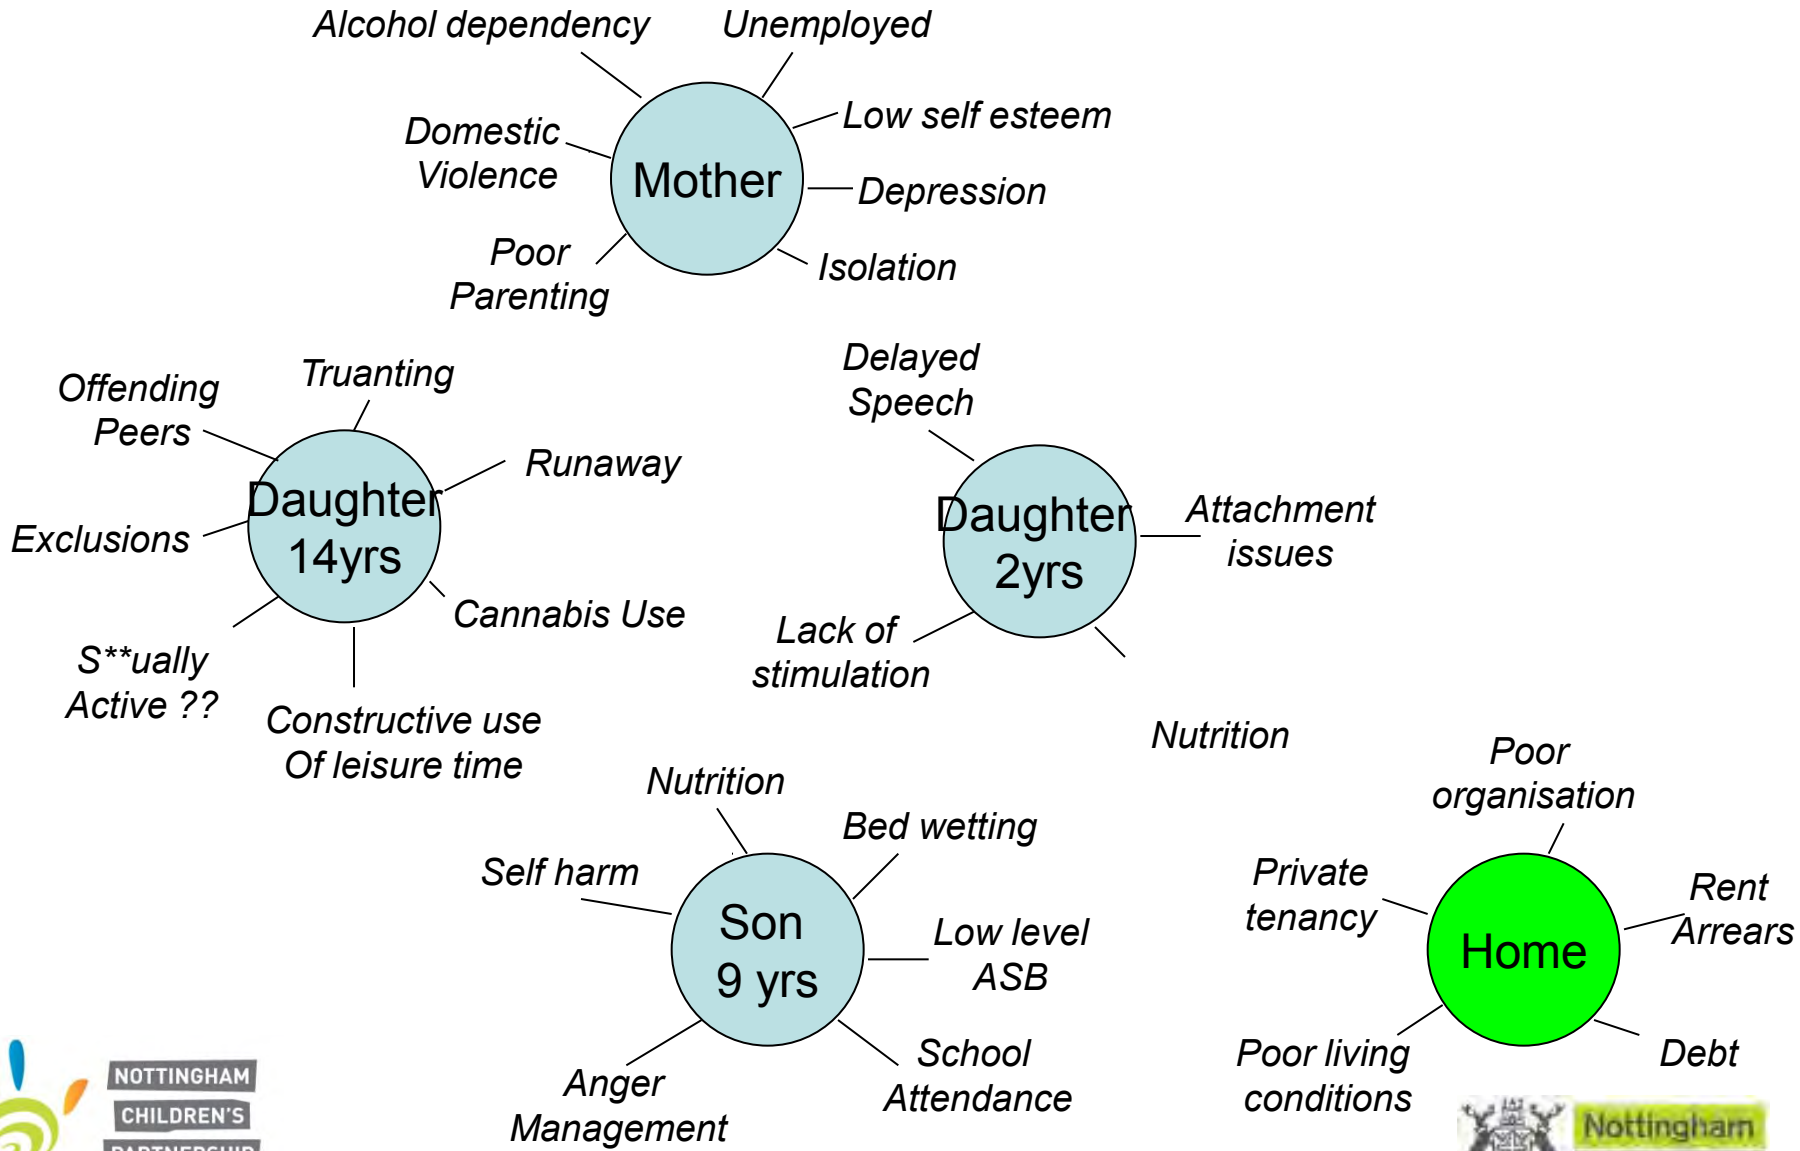 Alcohol dependency
Unemployed
Low self esteem
Domestic
Violence
Mother
Depression
Poor
Parenting
Isolation
Offending
Peers
Truanting
Runaway
Daughter
14yrs
Exclusions
Cannabis Use
S**ually
Active ??
Constructive use
Of leisure time
Delayed
Speech
Daughter
2yrs
Attachment
issues
Lack of
stimulation
Nutrition
Nutrition
Bed wetting
Self harm
Son
9 yrs
Low level
ASB
Anger
Management
School
Attendance
Poor
organisation
Private
tenancy
Rent
Arrears
Home
Poor living
conditions
Debt
NOTTINGHAM
CHILDREN'S
PARTNERSHIP
Nottingham